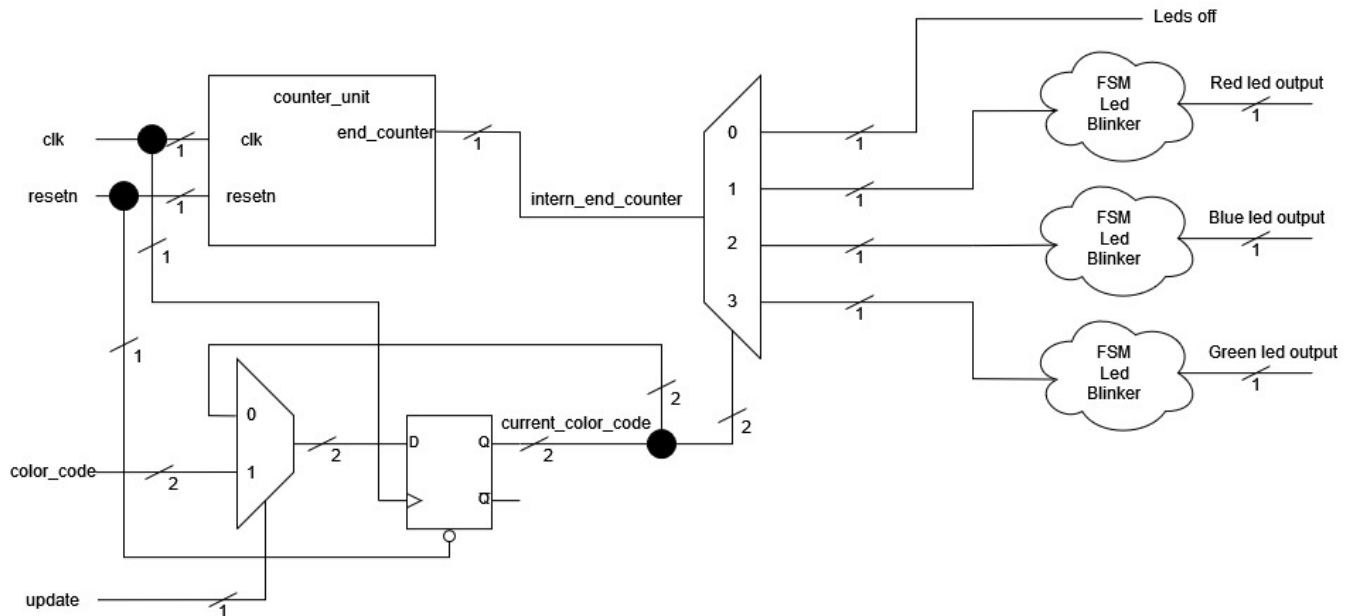 Leds off
counter_unit
clk
1
clk
end_counter
1
resetn
1
resetn
1
1
intern_end_counter
0
1
1
1
2
1
3
1
FSM
Led
Blinker
Red led output
1
FSM
Led
Blinker
Blue led output
1
FSM
Led
Blinker
Green led output
1
0
1
color_code
2
2
D
Q
Q
current_color_code
2
2
2
update
1